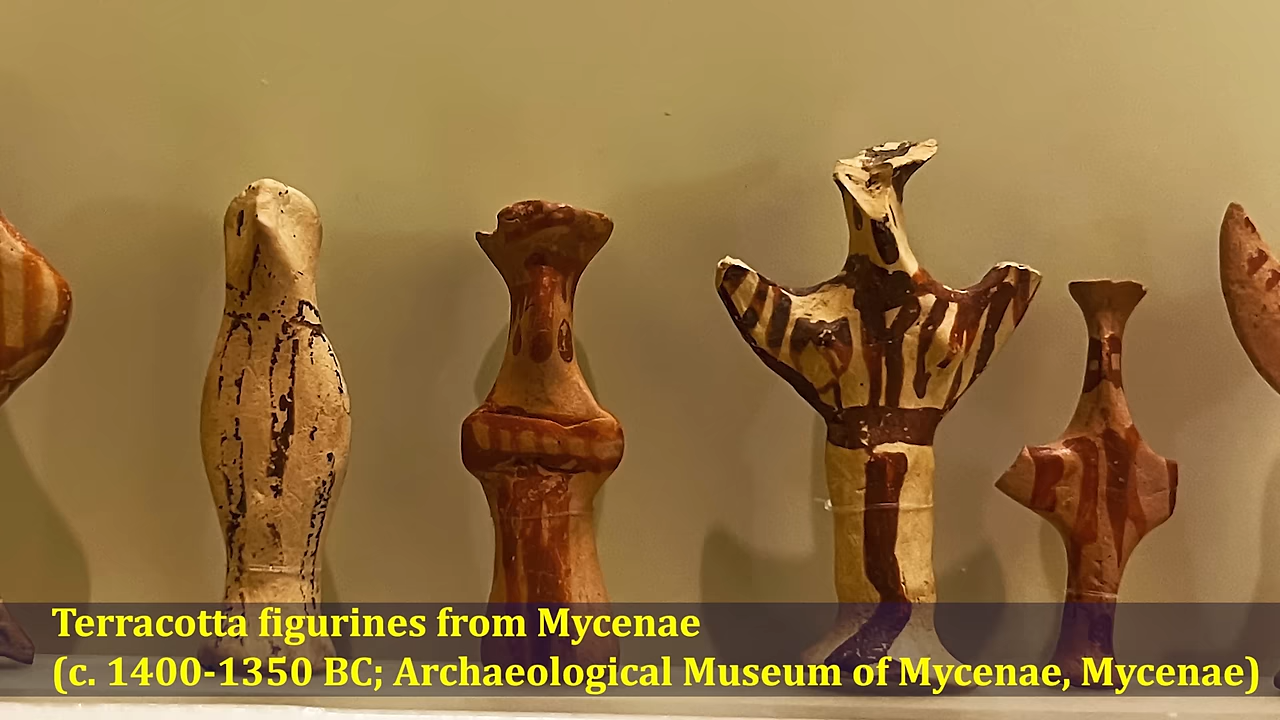 Terracotta figurines from Mycenae
(c. 1400-1350 BC; Archaeological Museum of Mycenae, Mycenae)